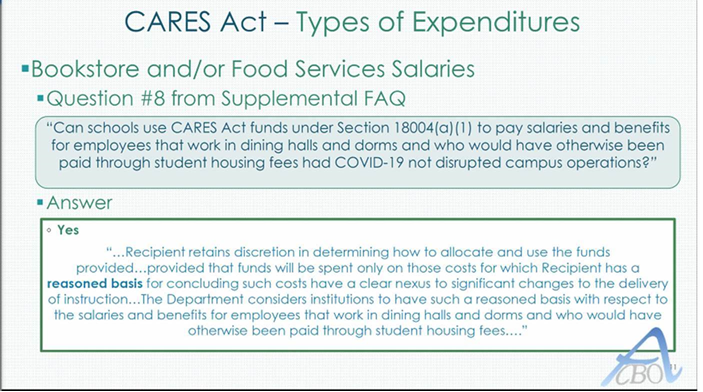 CARES Act – Types of Expenditures
▪Bookstore and/or Food Services Salaries
▪Question #8 from Supplemental FAQ
“Can schools use CARES Act funds under Section 18004(a)(1) to pay salaries and benefits
for employees that work in dining halls and dorms and who would have otherwise been
paid through student housing fees had COVID-19 not disrupted campus operations?”
▪Answer
◦ Yes
“…Recipient retains discretion in determining how to allocate and use the funds
provided…provided that funds will be spent only on those costs for which Recipient has a
reasoned basis for concluding such costs have a clear nexus to significant changes to the delivery
of instruction…The Department considers institutions to have such a reasoned basis with respect to
the salaries and benefits for employees that work in dining halls and dorms and who would have
otherwise been paid through student housing fees….”
ACBO